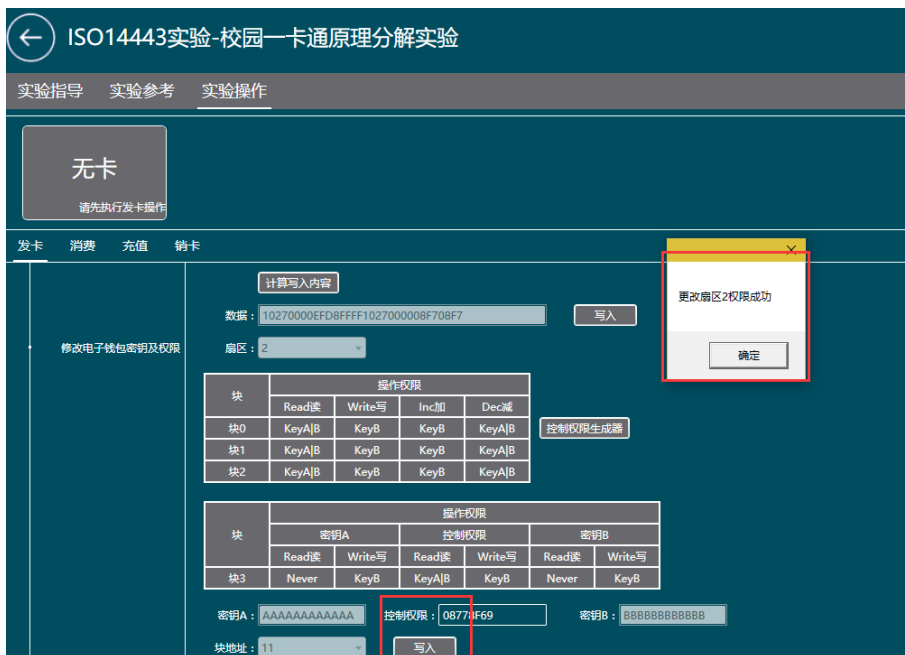 ISO14443实验-校园一卡通原理分解实验
实验指导 实验参考 实验操作
无卡
请先执行发卡操作
发卡 消费 充值 销卡
计算写入内容
数据： 10270000EFD8FFFF1027000008F708F7 写入
修改电子钱包密钥及权限 扇区： 2
更改扇区2权限成功
确定
块 操作权限
Read读 Write写 Inc加 Dec减
块0 KeyA|B KeyB KeyB KeyA|B 控制权限生成器
块1 KeyA|B KeyB KeyB KeyA|B
块2 KeyA|B KeyB KeyB KeyA|B
块 操作权限
密钥A 控制权限 密钥B
Read读 Write写 Read读 Write写 Read读 Write写
块3 Never KeyB KeyA|B KeyB Never KeyB
密钥A： AAAAAAAAAAAA 控制权限： 08778F69 密钥B： BBBBBBBBBBBB
块地址： 11 写入